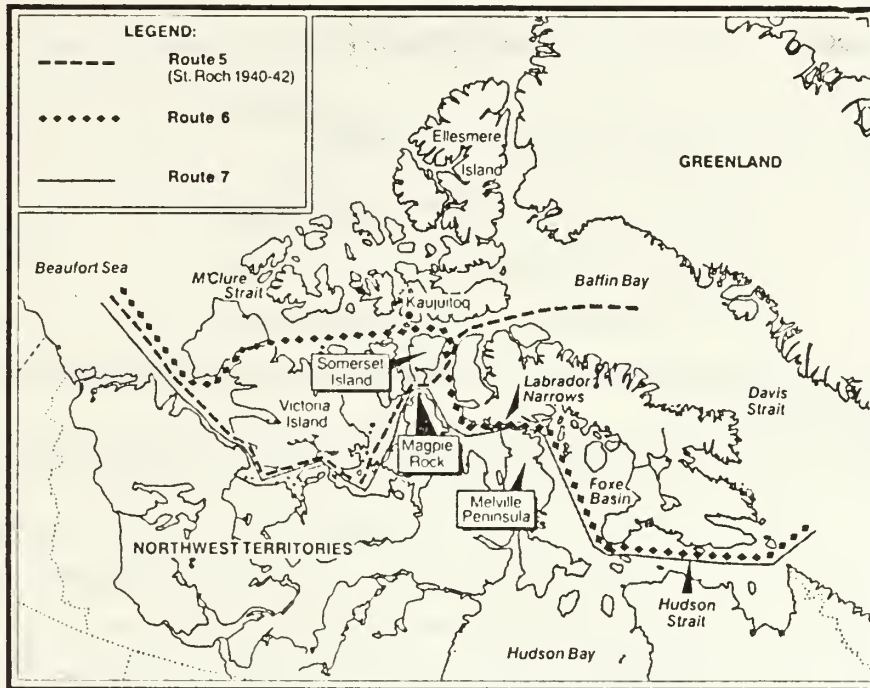 LEGEND:
Route 5
(St. Roch 1940-42)
Route 6
Route 7
Ellesmere
Island
GREENLAND
Beaufort Sea
M'Clure
Strait
Kaujuitoq
Baffin Bay
Somerset
Island
Labrador
Narrows
Davis
Strait
Victoria
Island
Magpie
Rock
Foxe
Basin
Melville
Peninsula
NORTHWEST TERRITORIES
Hudson
Strait
Hudson Bay